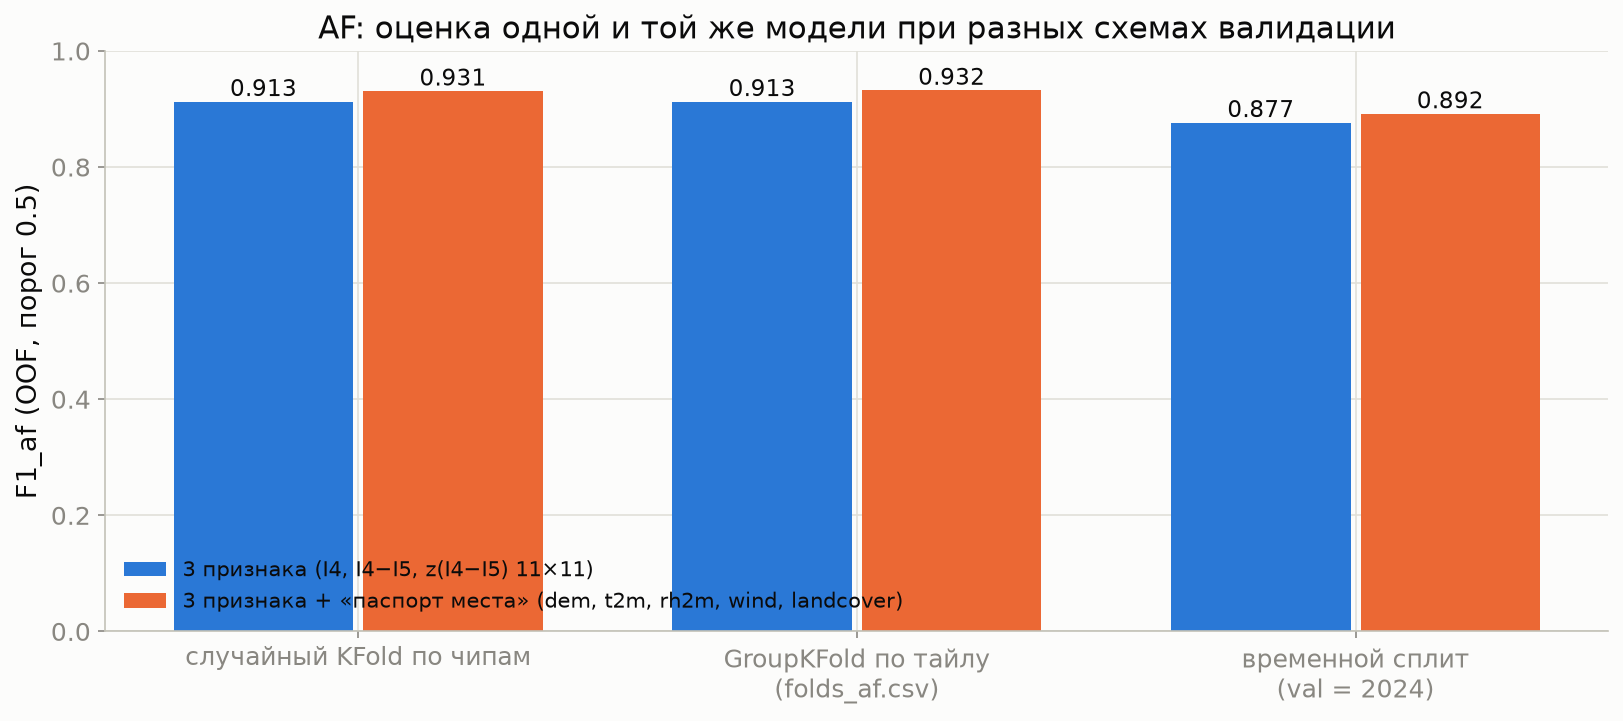 AF: оценка одной и той же модели при разных схемах валидации
F1_af (OOF, порог 0.5)
1.0
0.8
0.6
0.4
0.2
0.0
0.913
0.931
0.913
0.932
0.877
0.892
3 признака (I4, I4−I5, z(I4−I5) 11×11)
3 признака + «паспорт места» (dem, t2m, rh2m, wind, landcover)
случайный KFold по чипам
GroupKFold по тайлу
(folds_af.csv)
временной сплит
(val = 2024)